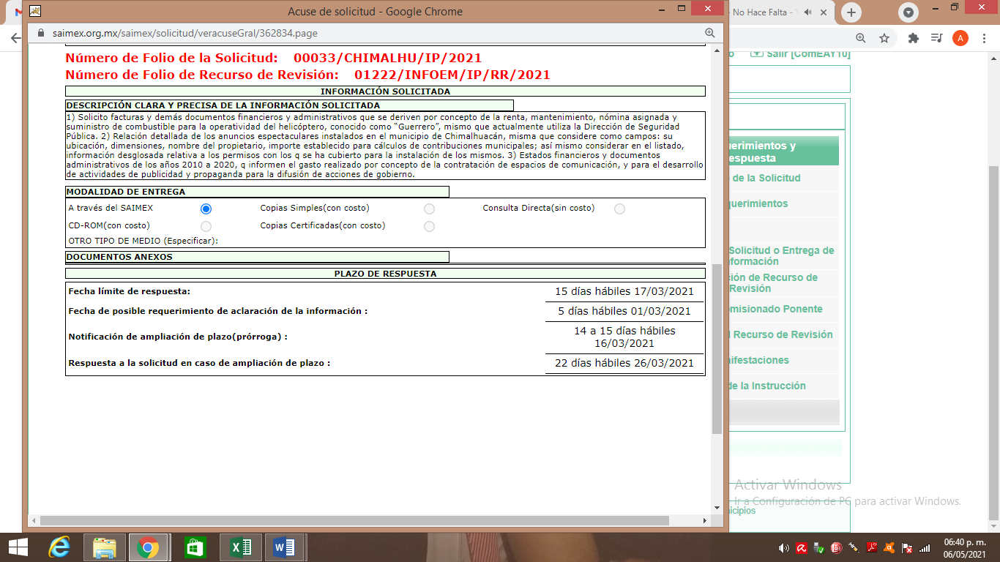 Acuse de solicitud - Google Chrome
- No Hace Falta -
saimex.org.mx/saimex/solicitud/veracuseGral/362834.page
A
Salir [ComEAY10]
Número de Folio de la Solicitud: 00033/CHIMALHU/IP/2021
Número de Folio de Recurso de Revisión: 01222/INFOEM/IP/RR/2021
INFORMACIÓN SOLICITADA
DESCRIPCIÓN CLARA Y PRECISA DE LA INFORMACIÓN SOLICITADA
1) Solicito facturas y demás documentos financieros y administrativos que se deriven por concepto de la renta, mantenimiento, nómina asignada y
suministro de combustible para la operatividad del helicóptero, conocido como “Guerrero”, mismo que actualmente utiliza la Dirección de Seguridad
Pública. 2) Relación detallada de los anuncios espectaculares instalados en el municipio de Chimalhuacán, misma que considere como campos: su
ubicación, dimensiones, nombre del propietario, importe establecido para cálculos de contribuciones municipales; así mismo considerar en el listado,
información desglosada relativa a los permisos con los q se ha cubierto para la instalación de los mismos. 3) Estados financieros y documentos
administrativos de los años 2010 a 2020, q informen el gasto realizado por concepto de la contratación de espacios de comunicación, y para el desarrollo
de actividades de publicidad y propaganda para la difusión de acciones de gobierno.
MODALIDAD DE ENTREGA
A través del SAIMEX
Copias Simples(con costo)
Consulta Directa(sin costo)
CD-ROM(con costo)
Copias Certificadas(con costo)
OTRO TIPO DE MEDIO (Especificar):
DOCUMENTOS ANEXOS
PLAZO DE RESPUESTA
Fecha límite de respuesta:
15 días hábiles 17/03/2021
Fecha de posible requerimiento de aclaración de la información :
5 días hábiles 01/03/2021
Notificación de ampliación de plazo(prórroga) :
14 a 15 días hábiles
16/03/2021
Respuesta a la solicitud en caso de ampliación de plazo :
22 días hábiles 26/03/2021
uerimientos y
espuesta
de la Solicitud
querimientos
Solicitud o Entrega de
nformación
ción de Recurso de
Revisión
omisionado Ponente
l Recurso de Revisión
nifestaciones
de la Instrucción
Activar Windows
Ir a Configuración de PC para activar Windows.
nicipios
06:40 p. m.
06/05/2021